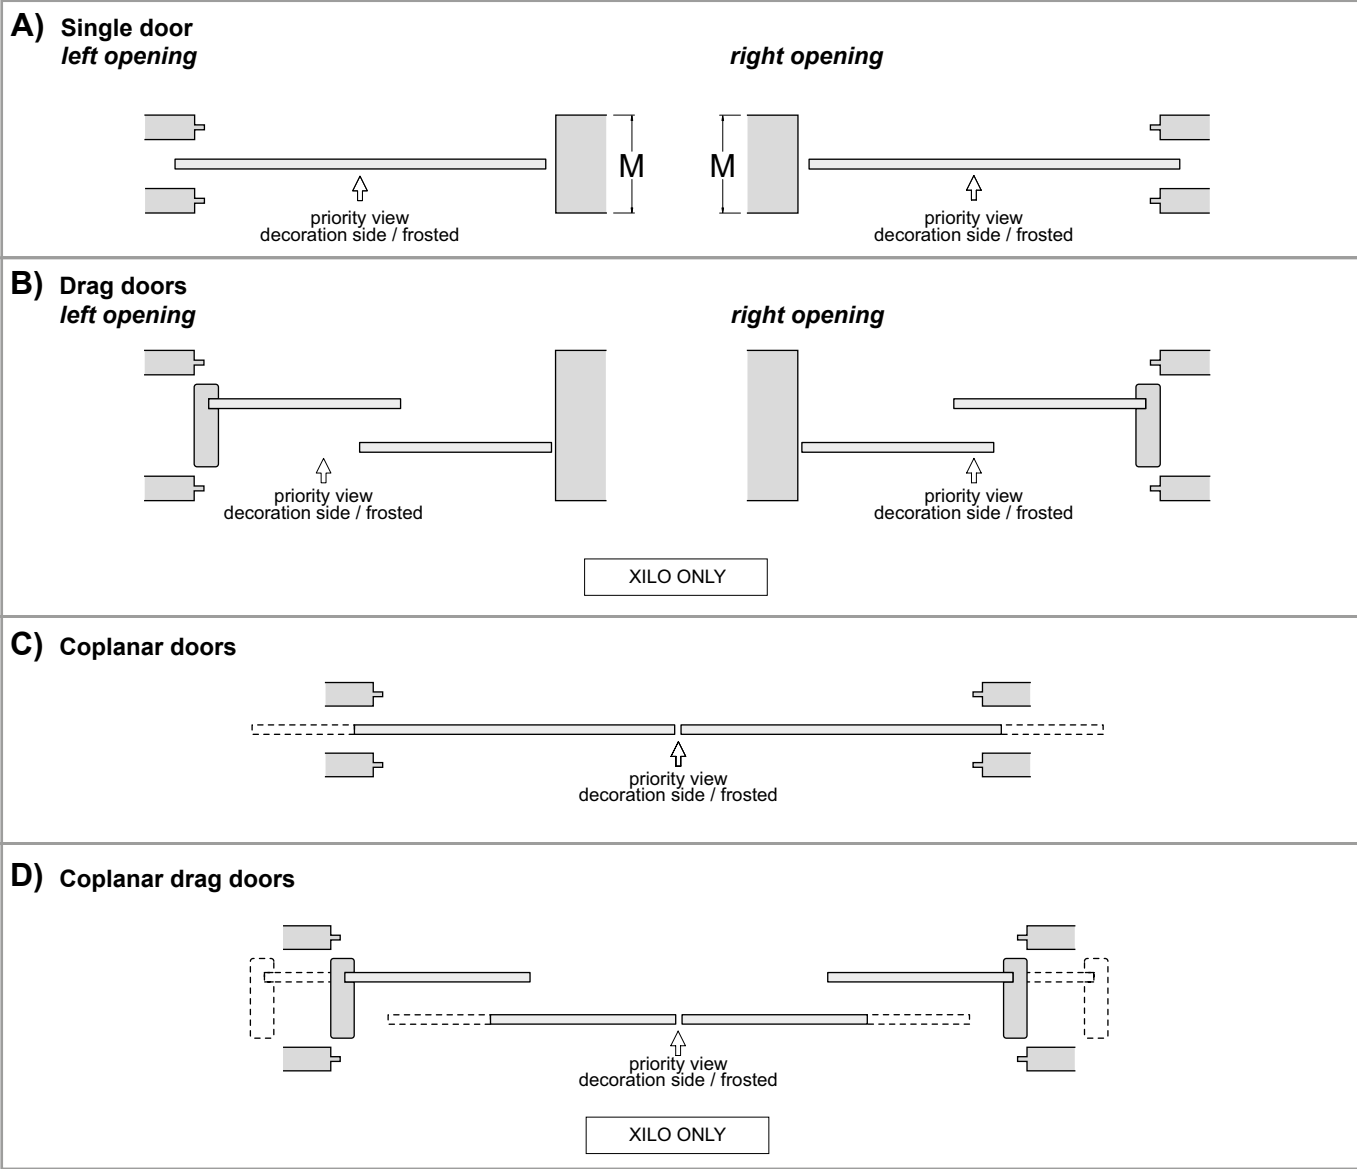 A) Single door
left opening
right opening
M
M
priority view
decoration side / frosted
priority view
decoration side / frosted
B) Drag doors
left opening
right opening
priority view
decoration side / frosted
priority view
decoration side / frosted
XILO ONLY
C) Coplanar doors
priority view
decoration side / frosted
D) Coplanar drag doors
priority view
decoration side / frosted
XILO ONLY